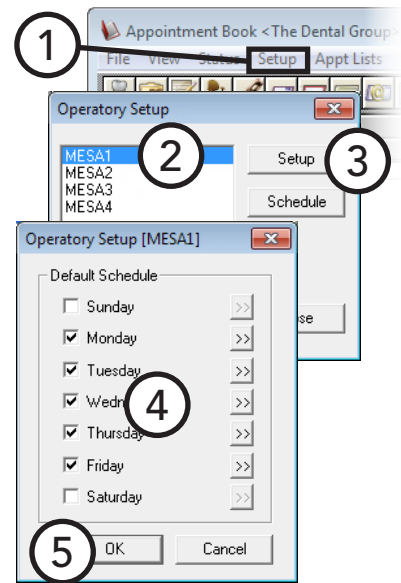 Appointment Book <The Dental Group>
1
File View Setup Appt Lists
Operatory Setup
MESA1
MESA2
MESA3
MESA4
2
Setup
3
Schedule
Operatory Setup [MESA1]
Default Schedule
Sunday >>
Monday >>
Tuesday >>
Wedn >>
4
Thursday >>
Friday >>
Saturday >>
5
OK Cancel